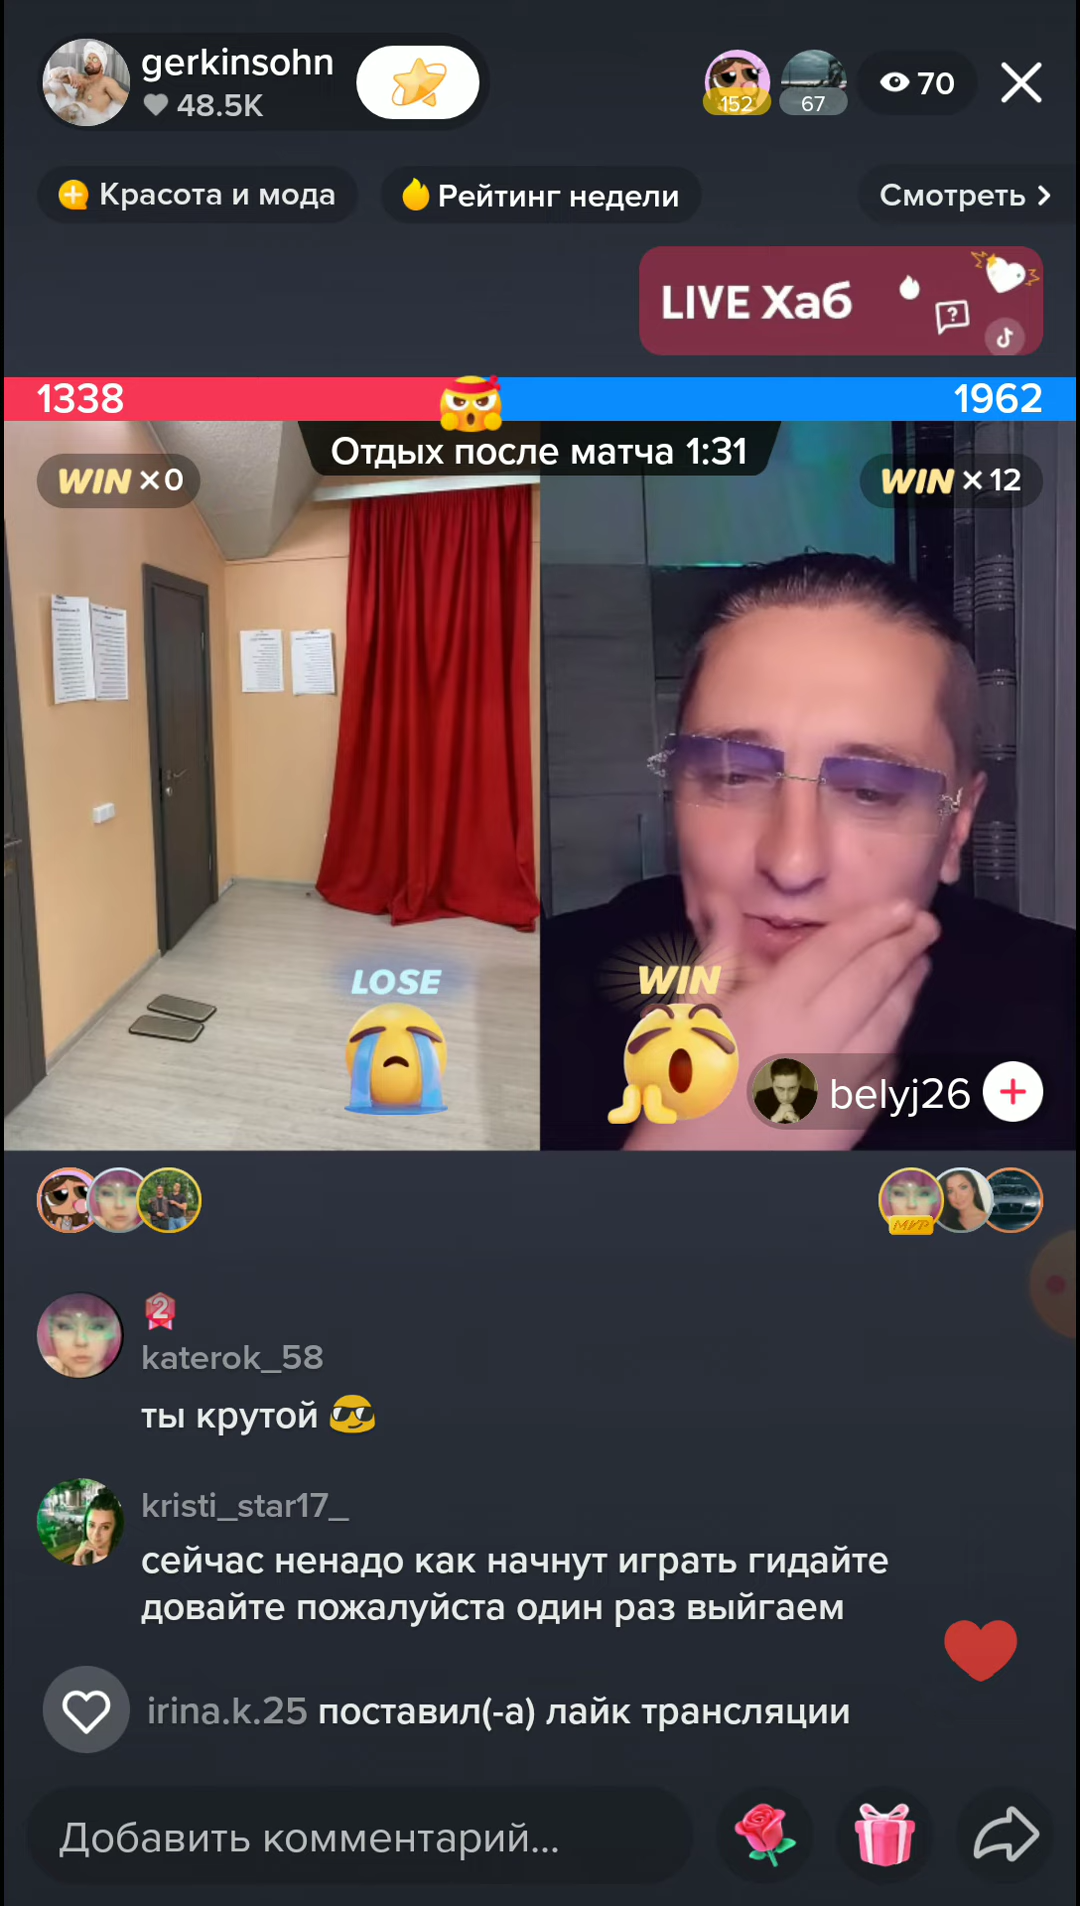 gerkinsohn
48.5K
152
67
70
Красота и мода
Рейтинг недели
Смотреть >
LIVE Хаб
1338
1962
Отдых после матча 1:31
WIN ×0
WIN ×12
LOSE
WIN
belyj26
MVP
2
katerok_58
ты крутой 😎
kristi_star17_
сейчас ненадо как начнут играть гидайте
довайте пожалуйста один раз выйгаем
irina.k.25 поставил(-а) лайк трансляции
Добавить комментарий...